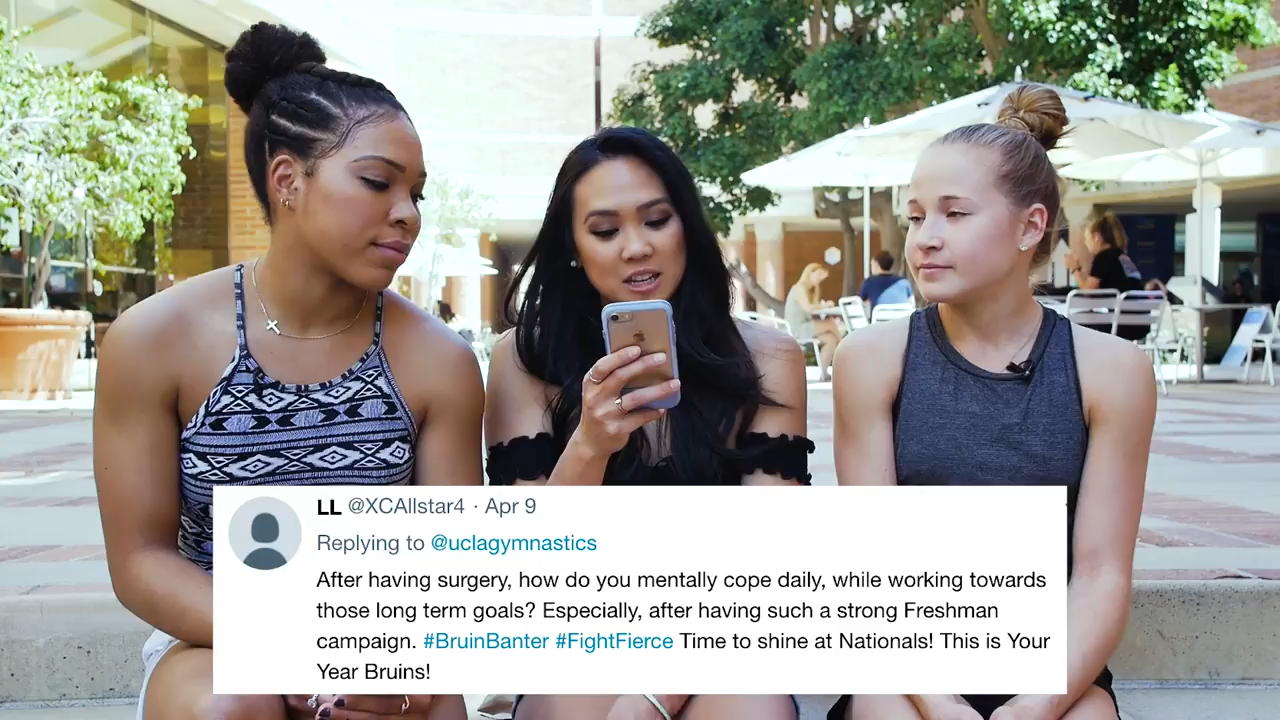 LL @XCAllstar4 · Apr 9
Replying to @uclagymnastics
After having surgery, how do you mentally cope daily, while working towards
those long term goals? Especially, after having such a strong Freshman
campaign. #BruinBanter #FightFierce Time to shine at Nationals! This is Your
Year Bruins!